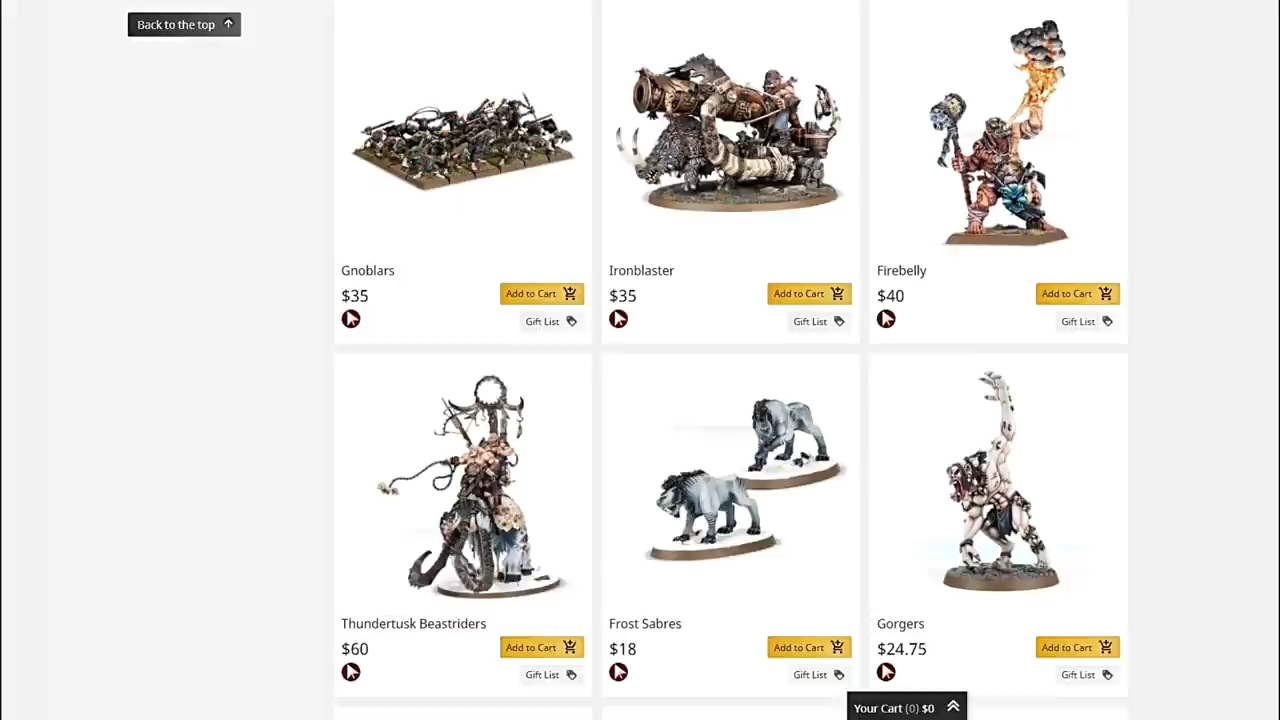 Back to the top
Gnoblars
$35
Add to Cart
Gift List
Ironblaster
$35
Add to Cart
Gift List
Firebelly
$40
Add to Cart
Gift List
Thundertusk Beastriders
$60
Add to Cart
Gift List
Frost Sabres
$18
Add to Cart
Gift List
Gorgers
$24.75
Add to Cart
Gift List
Your Cart (0) $0